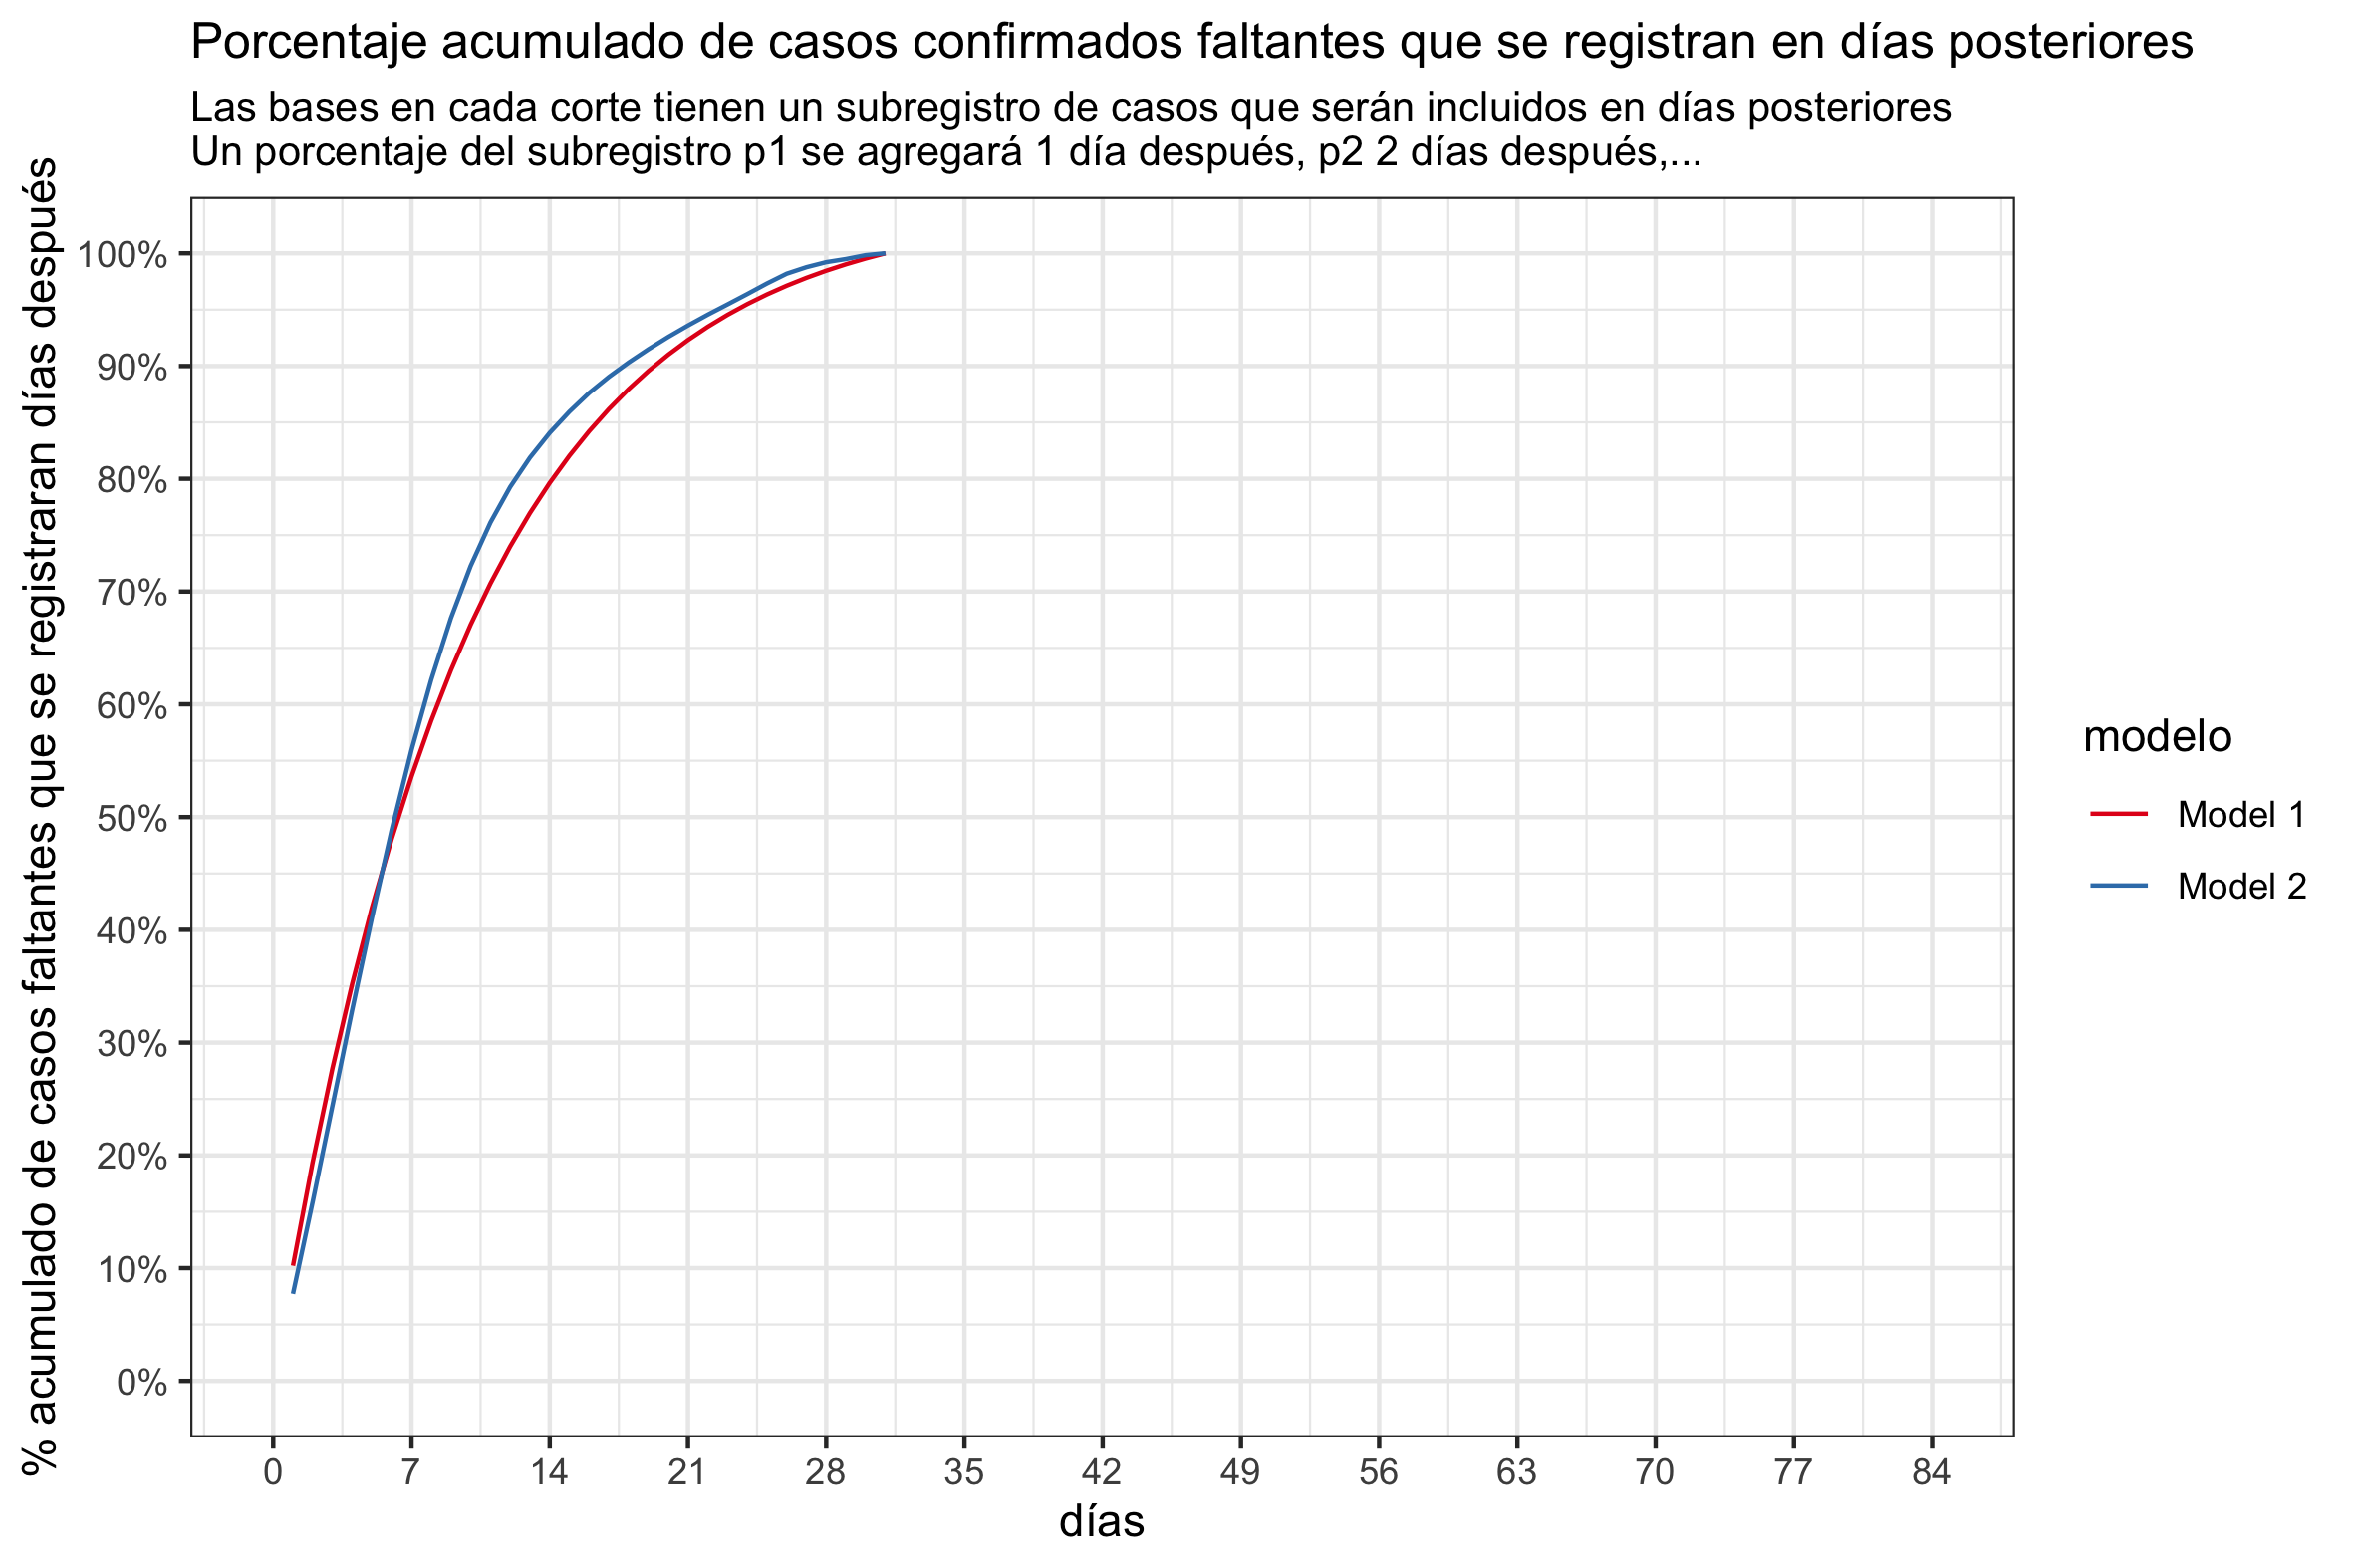 Porcentaje acumulado de casos confirmados faltantes que se registran en días posteriores
Las bases en cada corte tienen un subregistro de casos que serán incluidos en días posteriores
Un porcentaje del subregistro p1 se agregará 1 día después, p2 2 días después,...
% acumulado de casos faltantes que se registraran días después
100%
90%
80%
70%
60%
50%
40%
30%
20%
10%
0%
0 7 14 21 28 35 42 49 56 63 70 77 84
días
modelo
Model 1
Model 2